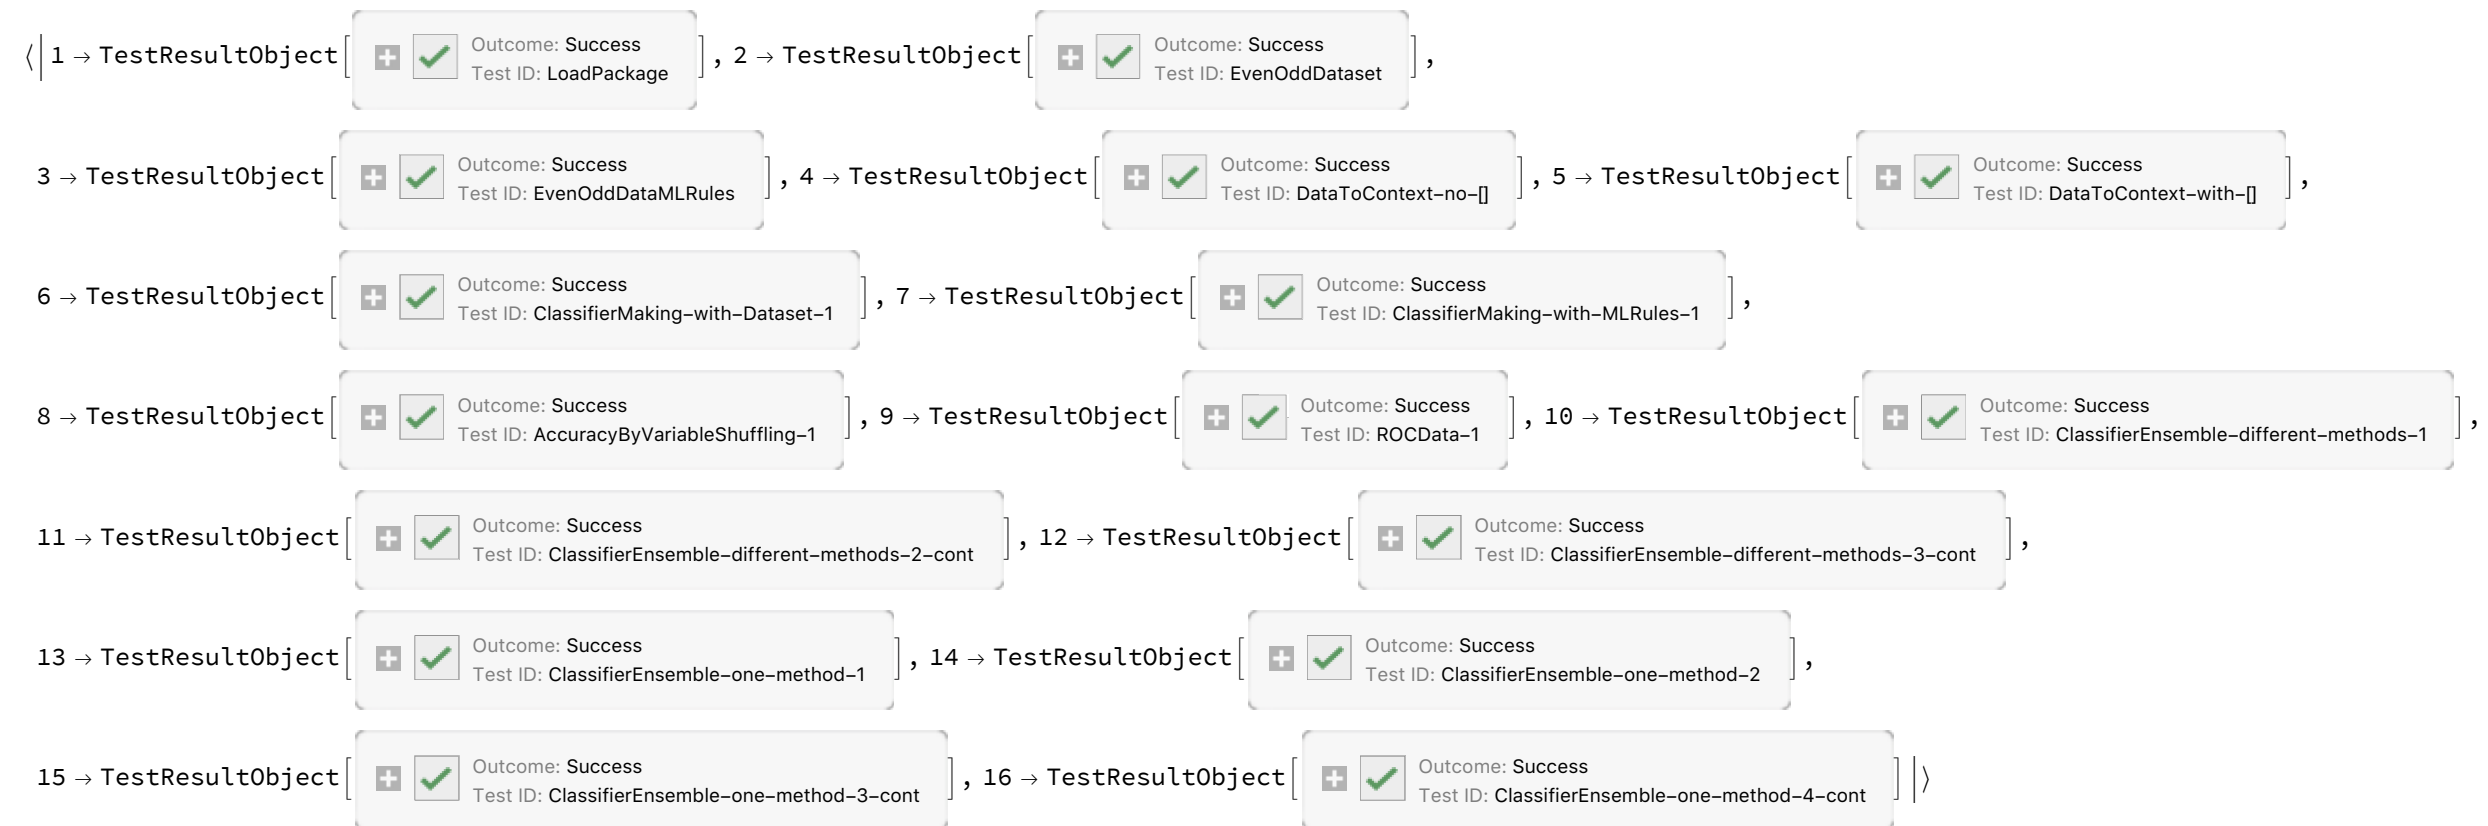 ⟨|1 → TestResultObject[Outcome: Success Test ID: LoadPackage], 2 → TestResultObject[Outcome: Success Test ID: EvenOddDataset],
3 → TestResultObject[Outcome: Success Test ID: EvenOddDataMLRules], 4 → TestResultObject[Outcome: Success Test ID: DataToContext-no-[]], 5 → TestResultObject[Outcome: Success Test ID: DataToContext-with-[]],
6 → TestResultObject[Outcome: Success Test ID: ClassifierMaking-with-Dataset-1], 7 → TestResultObject[Outcome: Success Test ID: ClassifierMaking-with-MLRules-1],
8 → TestResultObject[Outcome: Success Test ID: AccuracyByVariableShuffling-1], 9 → TestResultObject[Outcome: Success Test ID: ROCData-1], 10 → TestResultObject[Outcome: Success Test ID: ClassifierEnsemble-different-methods-1],
11 → TestResultObject[Outcome: Success Test ID: ClassifierEnsemble-different-methods-2-cont], 12 → TestResultObject[Outcome: Success Test ID: ClassifierEnsemble-different-methods-3-cont],
13 → TestResultObject[Outcome: Success Test ID: ClassifierEnsemble-one-method-1], 14 → TestResultObject[Outcome: Success Test ID: ClassifierEnsemble-one-method-2],
15 → TestResultObject[Outcome: Success Test ID: ClassifierEnsemble-one-method-3-cont], 16 → TestResultObject[Outcome: Success Test ID: ClassifierEnsemble-one-method-4-cont]|⟩